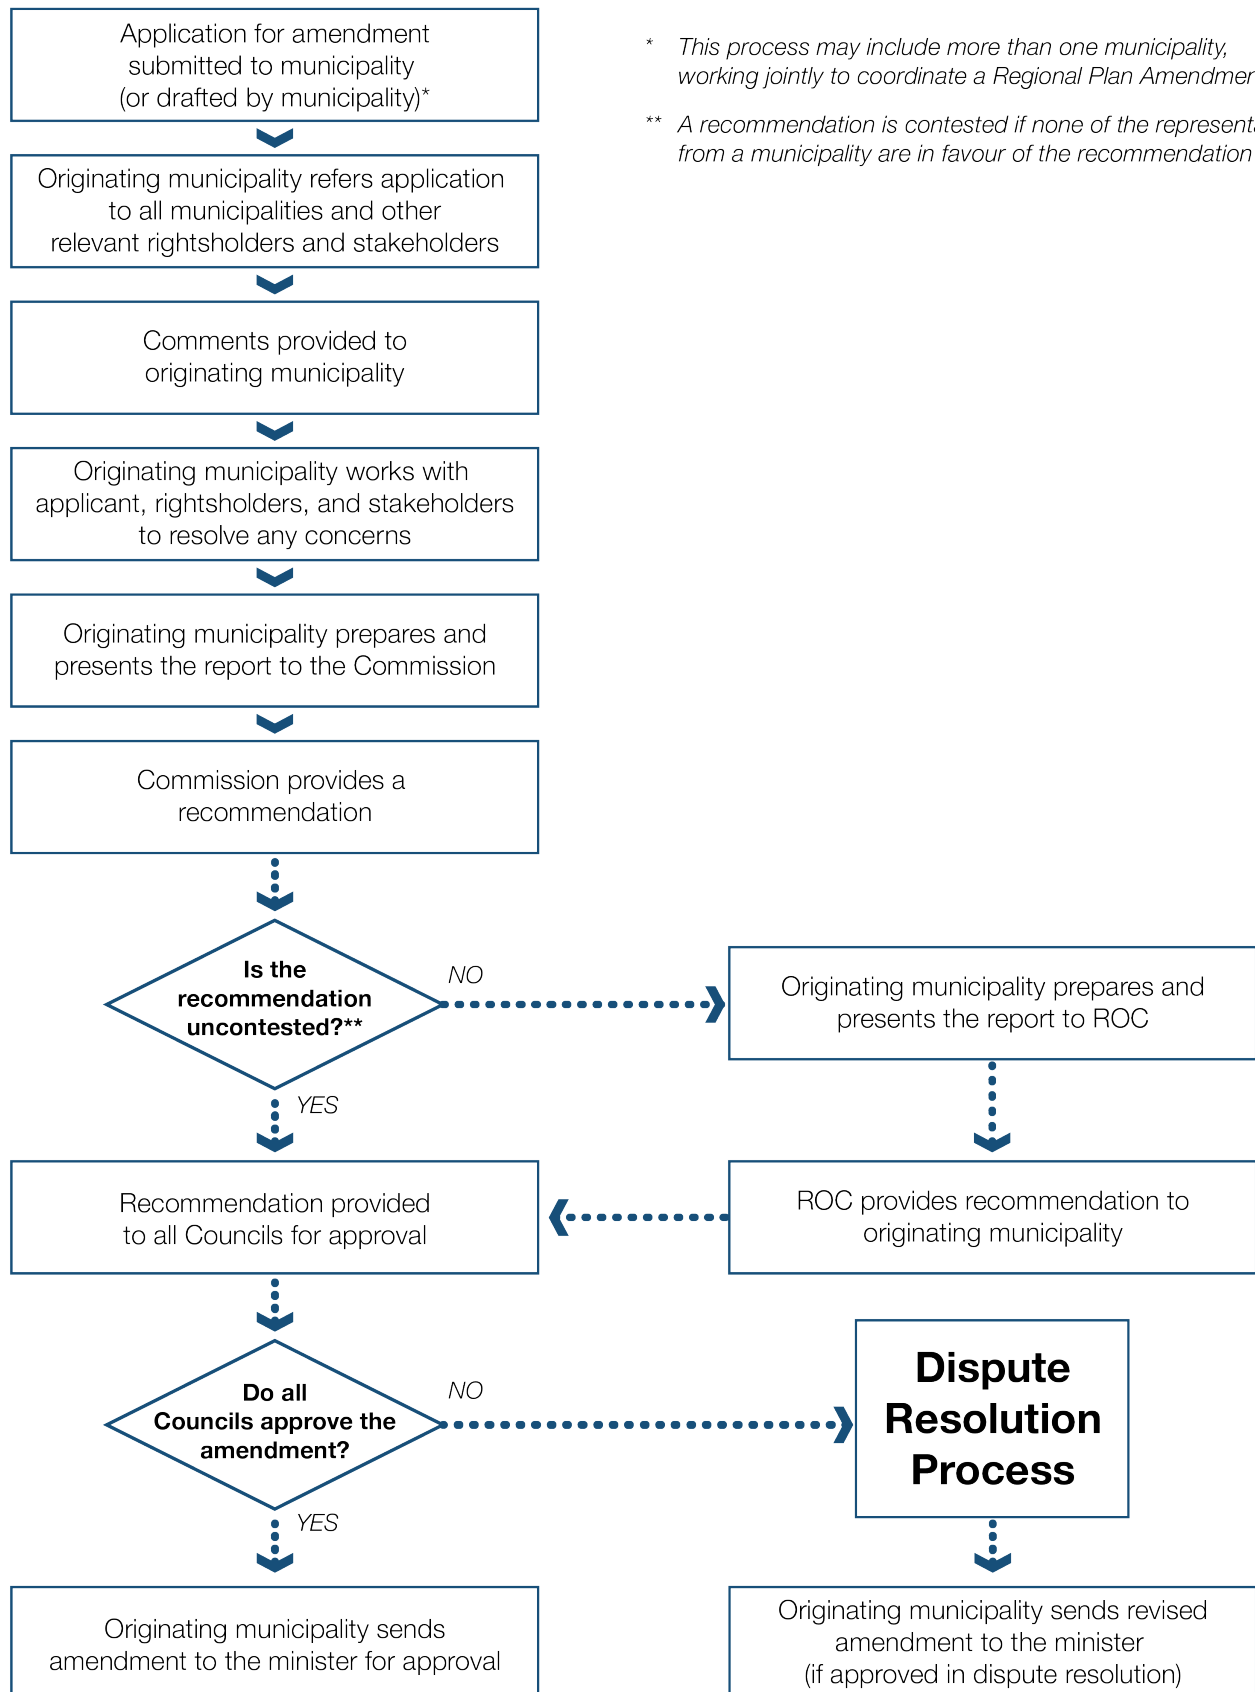 Application for amendment
submitted to municipality
(or drafted by municipality)*
* This process may include more than one municipality,
working jointly to coordinate a Regional Plan
** A recommendation is contested if none of the
from a municipality are in favour of the recommendation
Originating municipality refers application
to all municipalities and other
relevant rightsholders and stakeholders
Comments provided to
originating municipality
Originating municipality works with
applicant, rightsholders, and stakeholders
to resolve any concerns
Originating municipality prepares and
presents the report to the Commission
Commission provides a
recommendation
Is the
recommendation
uncontested?**
NO
Originating municipality prepares and
presents the report to ROC
YES
Recommendation provided
to all Councils for approval
ROC provides recommendation to
originating municipality
Do all
Councils approve the
amendment?
NO
Dispute
Resolution
Process
YES
Originating municipality sends
amendment to the minister for approval
Originating municipality sends revised
amendment to the minister
(if approved in dispute resolution)